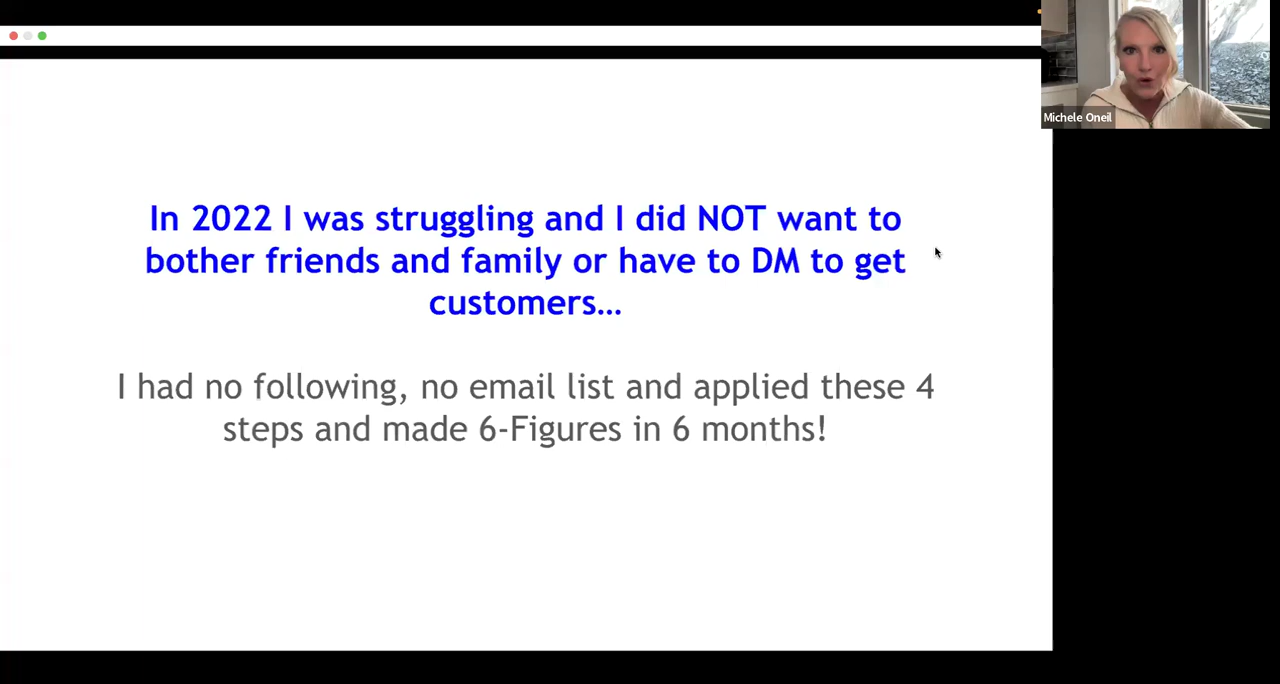 Michele Oneil
In 2022 I was struggling and I did NOT want to
bother friends and family or have to DM to get
customers...
I had no following, no email list and applied these 4
steps and made 6-Figures in 6 months!